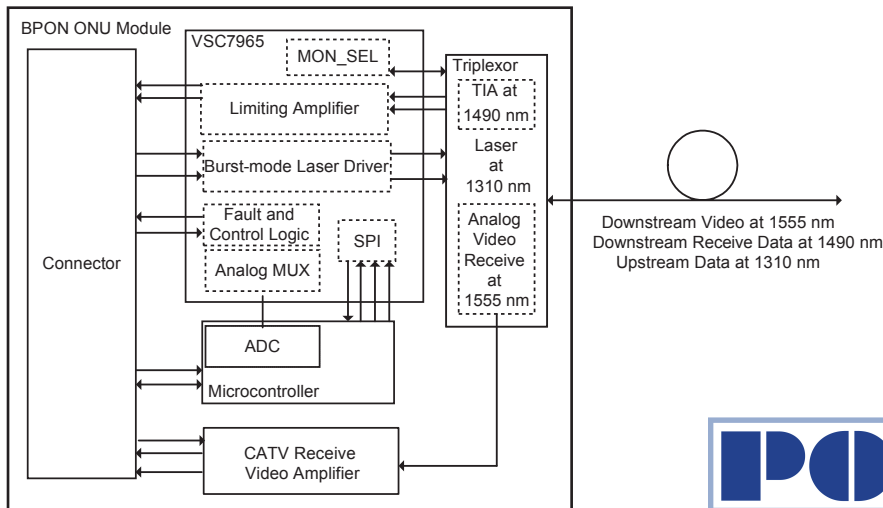 BPON ONU Module
VSC7965
MON_SEL
Triplexor
TIA at
1490 nm
Limiting Amplifier
Laser
at
1310 nm
Burst-mode Laser Driver
Fault and
Control Logic
SPI
Analog
Video
Receive
at
1555 nm
Analog MUX
Connector
ADC
Microcontroller
CATV Receive
Video Amplifier
Downstream Video at 1555 nm
Downstream Receive Data at 1490 nm
Upstream Data at 1310 nm
PO